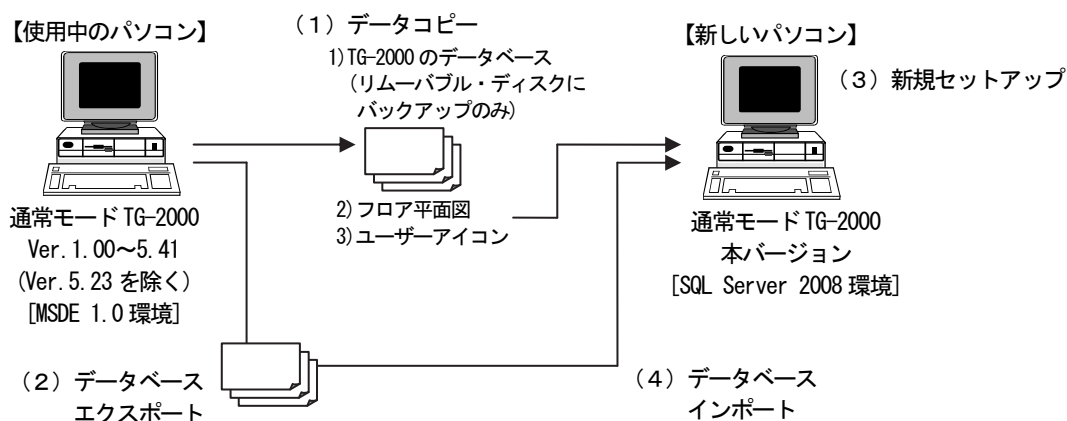 【使用中のパソコン】
通常モード TG-2000
Ver.1.00～5.41
(Ver.5.23 を除く)
[MSDE 1.0 環境]
（１）データコピー
1)TG-2000 のデータベース
(リムーバブル・ディスクに
バックアップのみ)
2)フロア平面図
3)ユーザーアイコン
（２）データベース
エクスポート
【新しいパソコン】
（３）新規セットアップ
通常モード TG-2000
本バージョン
[SQL Server 2008 環境]
（４）データベース
インポート